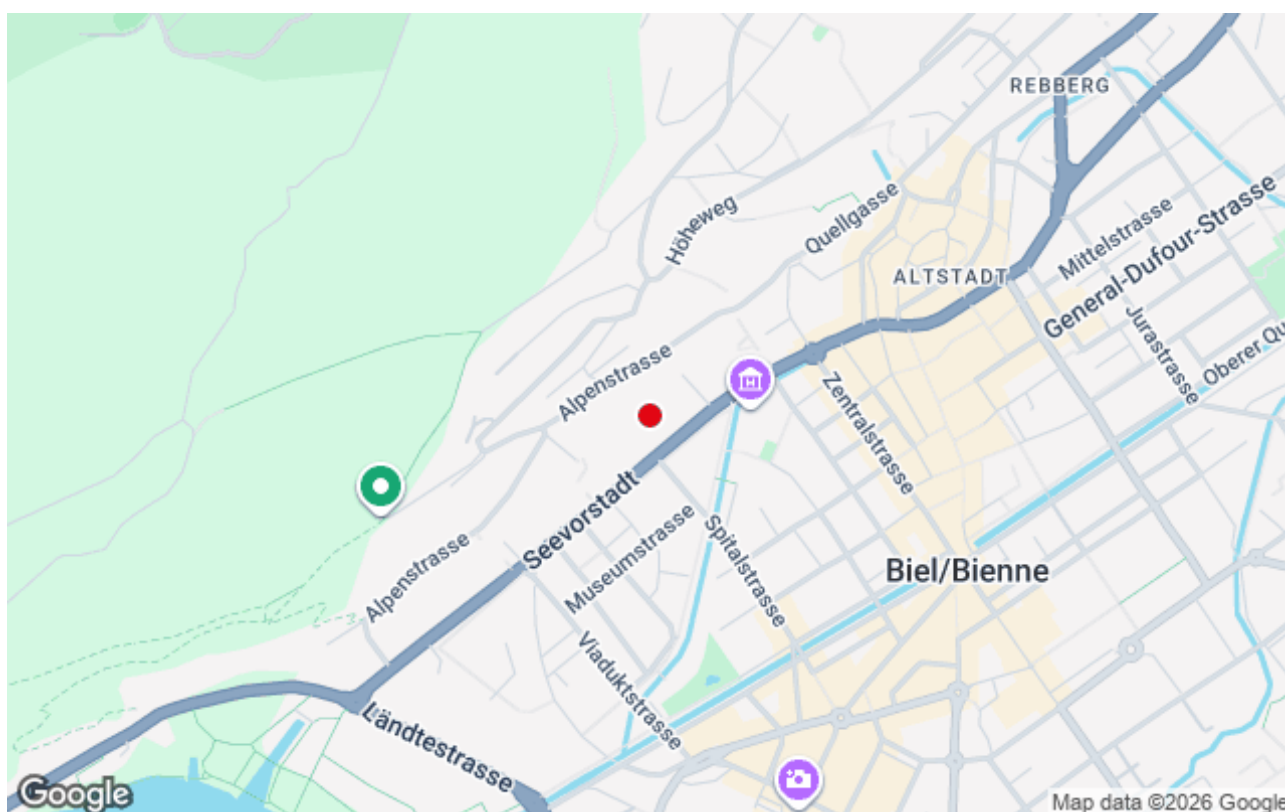 REBBERG
Höheweg
Quellgasse
Mittelstrasse
General-Dufour-Strasse
ALTSTADT
Jurastrasse
Oberer Qu
Alpenstrasse
Zentralstrasse
Seevorstadt
Museumstrasse
Spitalstrasse
Biel/Bienne
Alpenstrasse
Viaduktstrasse
Ländtestrasse
H
Google
Map data ©2026 Google